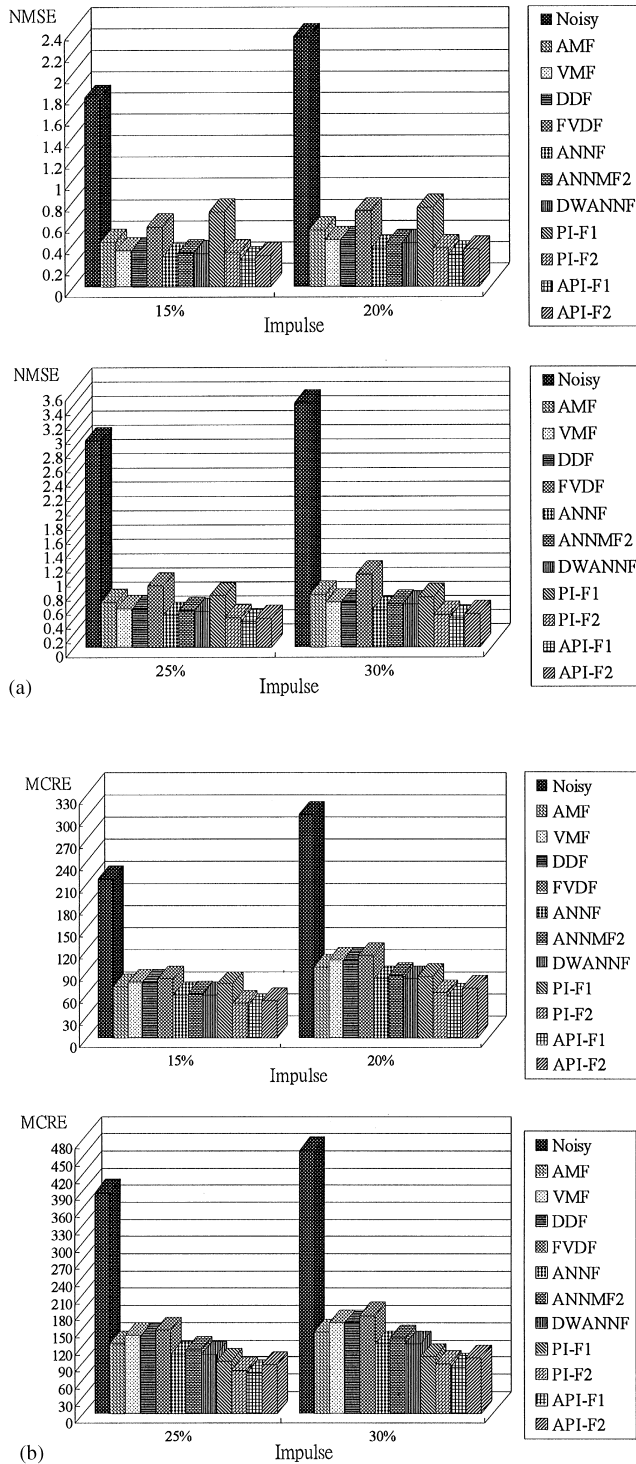 NMSE
2.4
2.2
2
1.8
1.6
1.4
1.2
1
0.8
0.6
0.4
0.2
0
15%
20%
Impulse
Noisy
AMF
VMF
DDF
FVDF
ANNF
ANNMF2
DWANNF
PI-F1
PI-F2
API-F1
API-F2
NMSE
3.6
3.4
3.2
3
2.8
2.6
2.4
2.2
2
1.8
1.6
1.4
1.2
1
0.8
0.6
0.4
0.2
0
25%
30%
Impulse
Noisy
AMF
VMF
DDF
FVDF
ANNF
ANNMF2
DWANNF
PI-F1
PI-F2
API-F1
API-F2
(a)
MCRE
330
300
270
240
210
180
150
120
90
60
30
0
15%
20%
Impulse
Noisy
AMF
VMF
DDF
FVDF
ANNF
ANNMF2
DWANNF
PI-F1
PI-F2
API-F1
API-F2
MCRE
480
450
420
390
360
330
300
270
240
210
180
150
120
90
60
30
0
25%
30%
Impulse
Noisy
AMF
VMF
DDF
FVDF
ANNF
ANNMF2
DWANNF
PI-F1
PI-F2
API-F1
API-F2
(b)